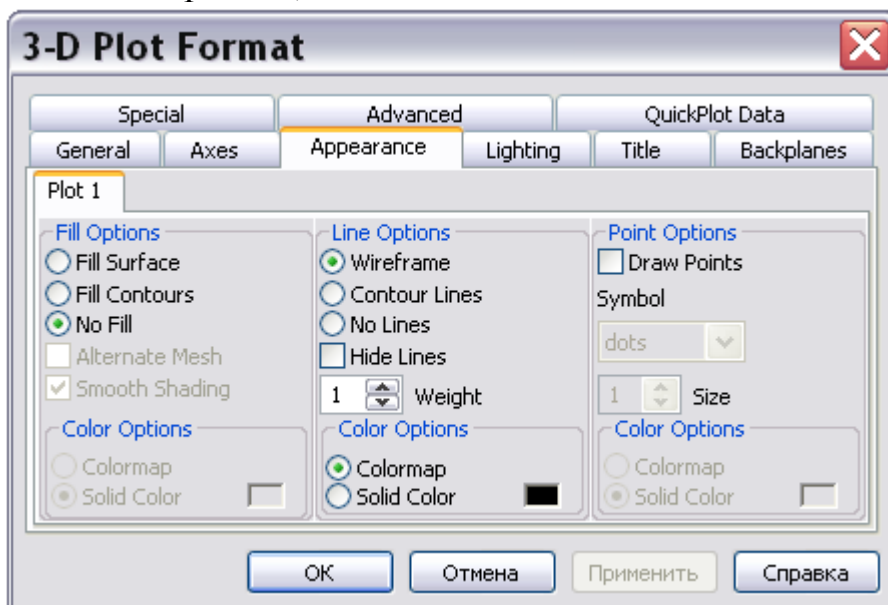 3-D Plot Format
Special Advanced QuickPlot Data
General Axes Appearance Lighting Title Backplanes
Plot 1
Fill Options
Fill Surface
Fill Contours
No Fill
Alternate Mesh
Smooth Shading
Color Options
Colormap
Solid Color
Line Options
Wireframe
Contour Lines
No Lines
Hide Lines
1 Weight
Color Options
Colormap
Solid Color
Point Options
Draw Points
Symbol
dots
1 Size
Color Options
Colormap
Solid Color
ОК Отмена Применить Справка